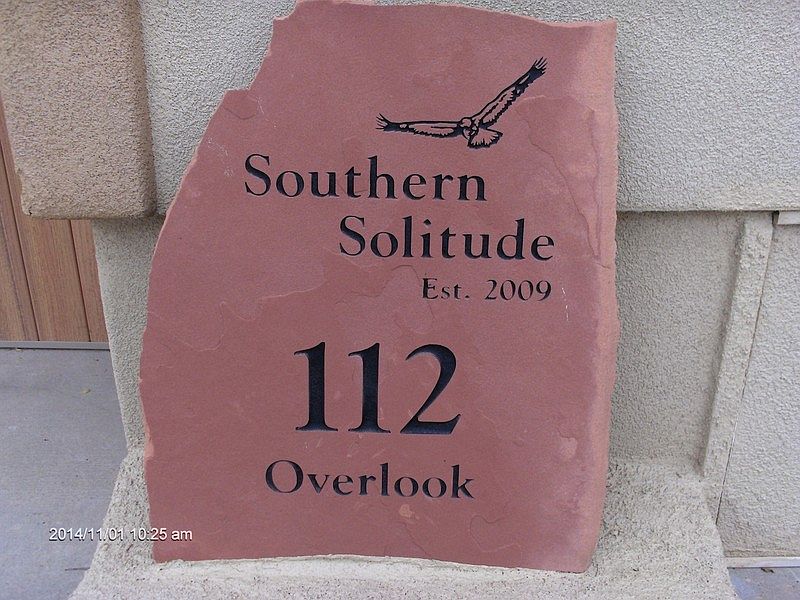 Southern
Solitude
Est. 2009
112
Overlook
2014/11/01 10:25 am